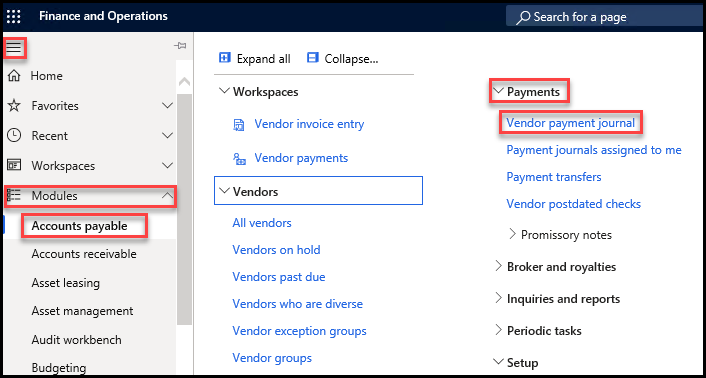 Finance and Operations
Search for a page
Home
Favorites
Recent
Workspaces
Modules
Accounts payable
Accounts receivable
Asset leasing
Asset management
Audit workbench
Budgeting
Expand all
Collapse...
Workspaces
Vendor invoice entry
Vendor payments
Vendors
All vendors
Vendors on hold
Vendors past due
Vendors who are diverse
Vendor exception groups
Vendor groups
Payments
Vendor payment journal
Payment journals assigned to me
Payment transfers
Vendor postdated checks
Promissory notes
Broker and royalties
Inquiries and reports
Periodic tasks
Setup